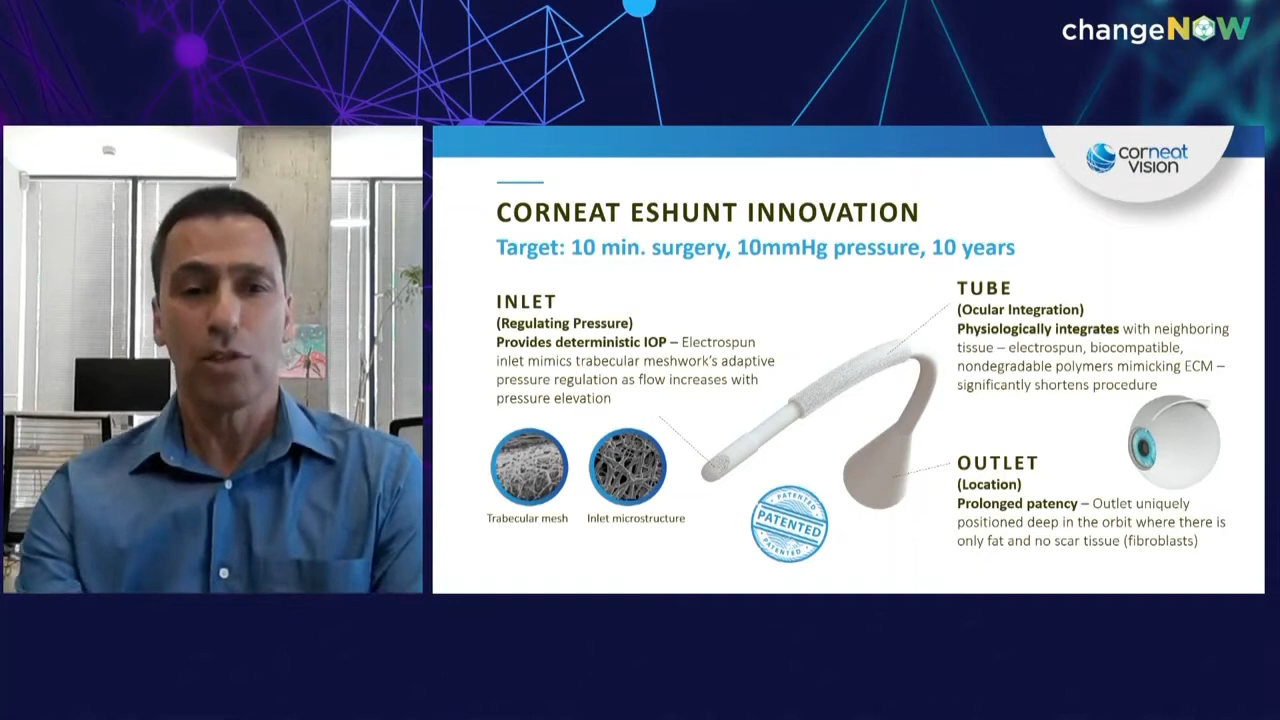 changeNOW
corneat
vision
CORNEAT ESHUNT INNOVATION
Target: 10 min. surgery, 10mmHg pressure, 10 years
INLET
(Regulating Pressure)
Provides deterministic IOP – Electrospun
inlet mimics trabecular meshwork's adaptive
pressure regulation as flow increases with
pressure elevation
Trabecular mesh
Inlet microstructure
PATENTED
PATENTED
PATENTED
TUBE
(Ocular Integration)
Physiologically integrates with neighboring
tissue – electrospun, biocompatible,
nondegradable polymers mimicking ECM –
significantly shortens procedure
OUTLET
(Location)
Prolonged patency – Outlet uniquely
positioned deep in the orbit where there is
only fat and no scar tissue (fibroblasts)